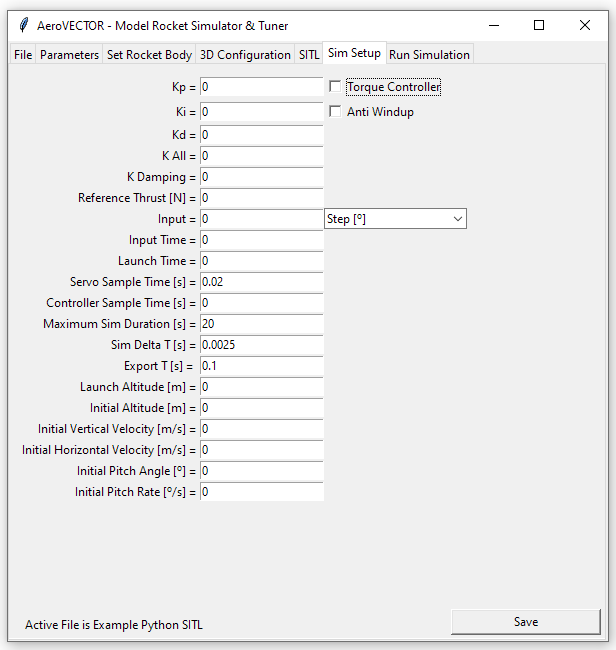 AeroVECTOR - Model Rocket Simulator & Tuner
File Parameters Set Rocket Body 3D Configuration SITL Sim Setup Run Simulation
Kp = 0 Torque Controller
Ki = 0 Anti Windup
Kd = 0
K All = 0
K Damping = 0
Reference Thrust [N] = 0
Input = 0 Step [º]
Input Time = 0
Launch Time = 0
Servo Sample Time [s] = 0.02
Controller Sample Time [s] = 0
Maximum Sim Duration [s] = 20
Sim Delta T [s] = 0.0025
Export T [s] = 0.1
Launch Altitude [m] = 0
Initial Altitude [m] = 0
Initial Vertical Velocity [m/s] = 0
Initial Horizontal Velocity [m/s] = 0
Initial Pitch Angle [º] = 0
Initial Pitch Rate [º/s] = 0
Active File is Example Python SITL
Save